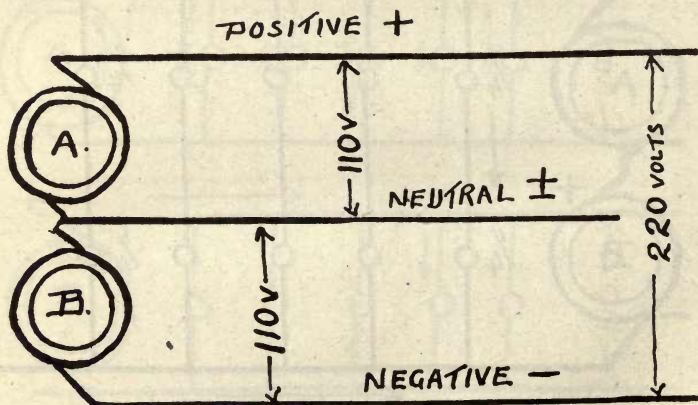 POSITIVE +
A.
110V
NEUTRAL ±
220 VOLTS
B.
110V
NEGATIVE -